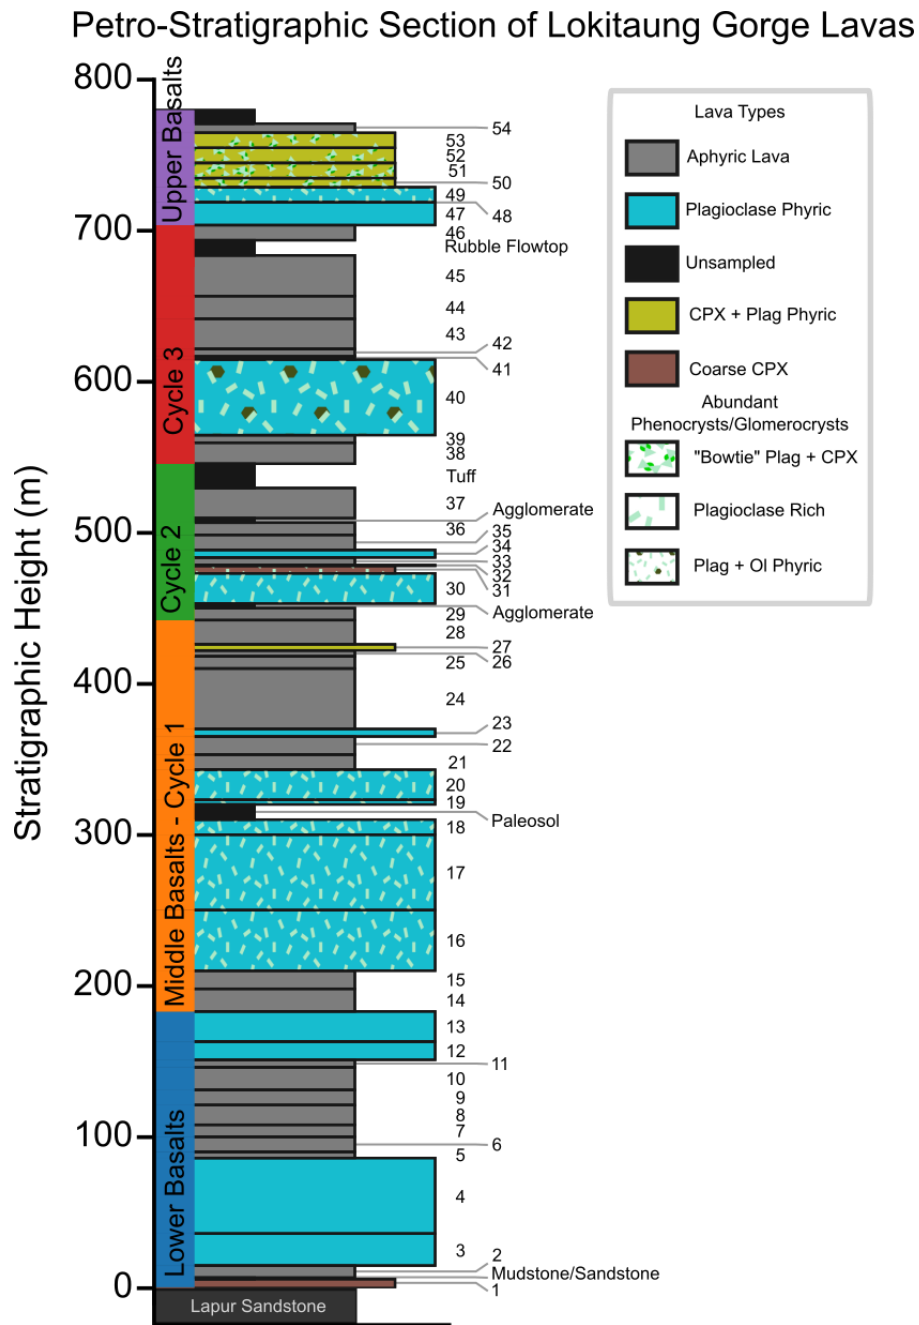 Petro-Stratigraphic Section of Lokitaung Gorge Lavas
Stratigraphic Height (m)
800
700
600
500
400
300
200
100
0
Upper Basalts
Cycle 3
Cycle 2
Middle Basalts - Cycle 1
Lower Basalts
54
53
52
51
50
49
48
47
46
Rubble Flowtop
45
44
43
42
41
40
39
38
Tuff
37
Agglomerate
36
35
34
33
32
31
30
Agglomerate
29
28
27
26
25
24
23
22
21
20
19
Paleosol
18
17
16
15
14
13
12
11
10
9
8
7
6
5
4
3
2
Mudstone/Sandstone
1
Lapur Sandstone
Lava Types
Aphyric Lava
Plagioclase Phyric
Unsampled
CPX + Plag Phyric
Coarse CPX
Abundant
Phenocrysts/Glomerocrysts
"Bowtie" Plag + CPX
Plagioclase Rich
Plag + Ol Phyric